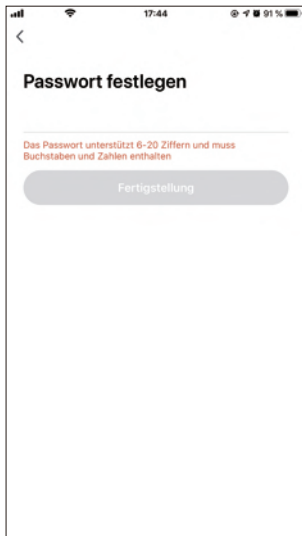 17:44 91 %
Passwort festlegen
Das Passwort unterstützt 6-20 Ziffern und muss
Buchstaben und Zahlen enthalten
Fertigstellung